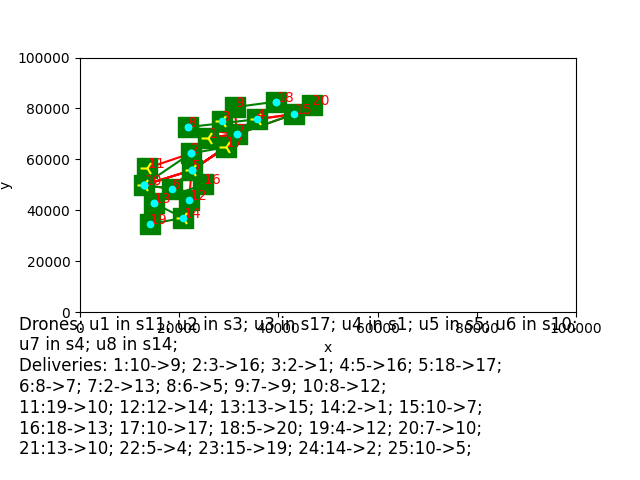 100000
80000
60000
40000
20000
0
y
0 20000 40000 60000 80000 100000
x
18
20
11
16
12
14
19
Drones: u1 in s11; u2 in s3; u3 in s17; u4 in s1; u5 in s5; u6 in s10;
u7 in s4; u8 in s14;
Deliveries: 1:10->9; 2:3->16; 3:2->1; 4:5->16; 5:18->17;
6:8->7; 7:2->13; 8:6->5; 9:7->9; 10:8->12;
11:19->10; 12:12->14; 13:13->15; 14:2->1; 15:10->7;
16:18->13; 17:10->17; 18:5->20; 19:4->12; 20:7->10;
21:13->10; 22:5->4; 23:15->19; 24:14->2; 25:10->5;